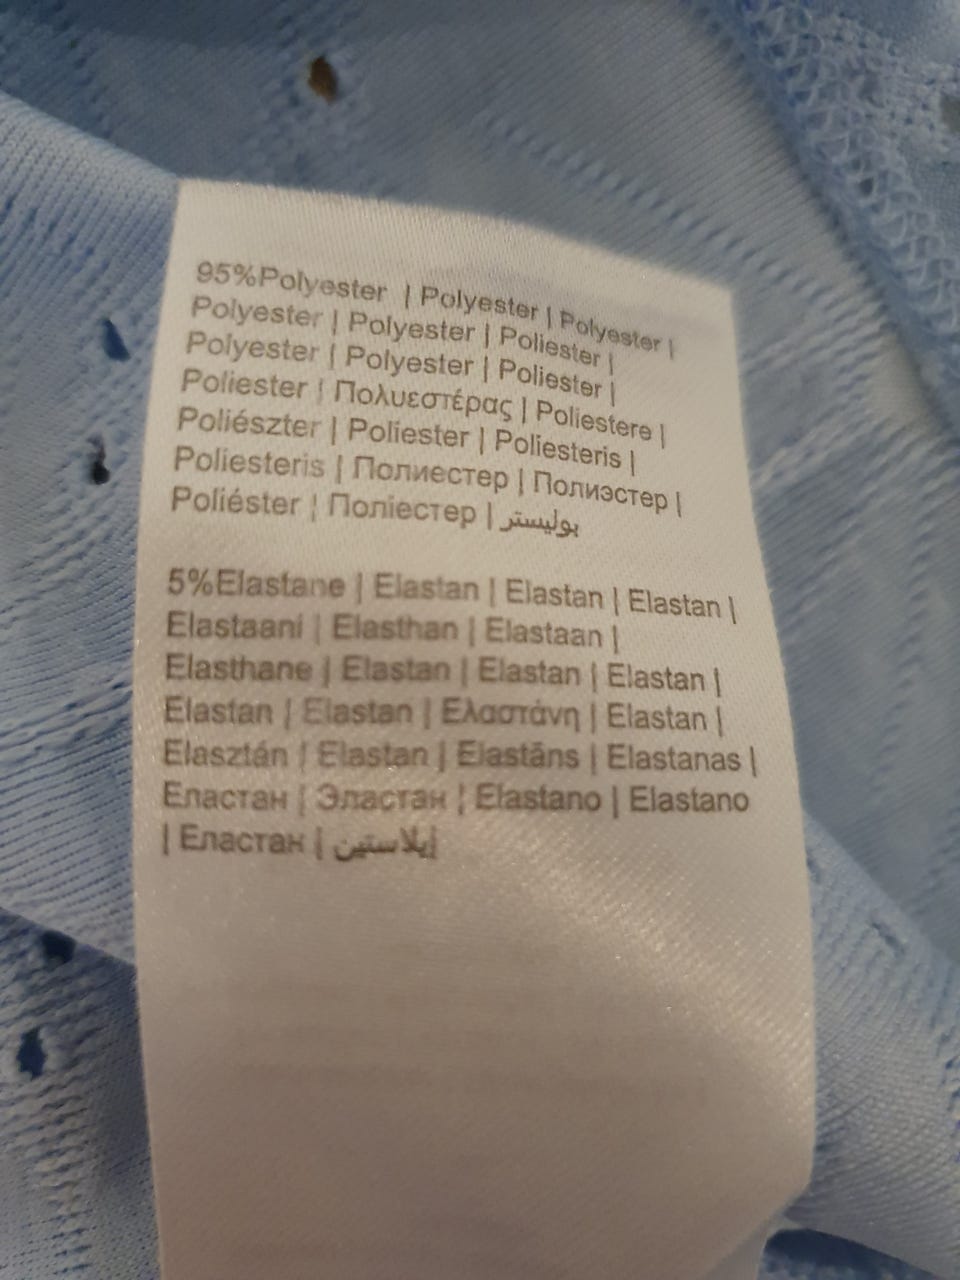 95%Polyester | Polyester | Polyester |
Polyester | Polyester | Poliester |
Polyester | Polyester | Poliester |
Poliester | Πολυεστέρας | Poliestere |
Poliészter | Poliester | Poliesteris |
Poliesteris | Полиестер | Полиэстер |
Poliéster | Поліестер | بوليستر
5%Elastane | Elastan | Elastan | Elastan |
Elastaani | Elasthan | Elastaan |
Elasthane | Elastan | Elastan | Elastan |
Elastan | Elastan | Ελαστάνη | Elastan |
Elasztán | Elastan | Elastāns | Elastanas |
Еластан | Эластан | Elastano | Elastano
| Еластан | إيلاستين